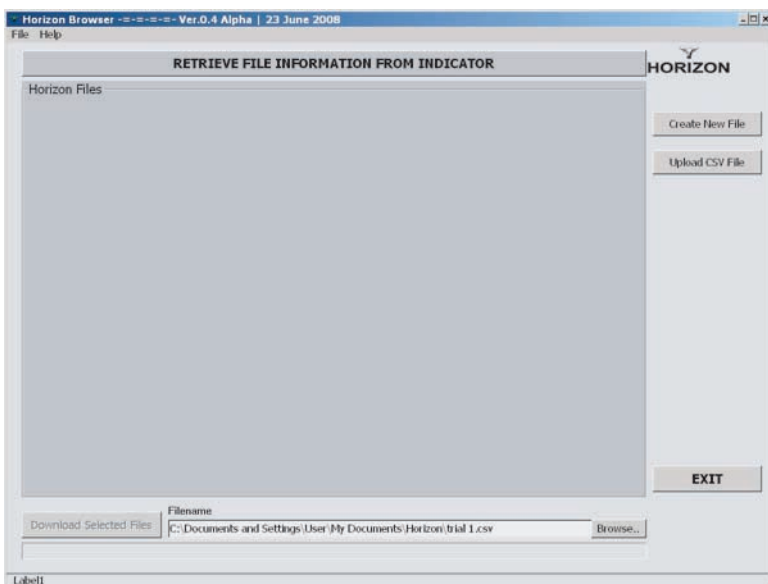 Horizon Browser -=-=-=-=- Ver.0.4 Alpha | 23 June 2008
File Help
RETRIEVE FILE INFORMATION FROM INDICATOR
HORIZON
Horizon Files
Create New File
Upload CSV File
EXIT
Filename
Download Selected Files
C:\Documents and Settings\User\My Documents\Horizon\trial 1.csv
Browse..
Label1